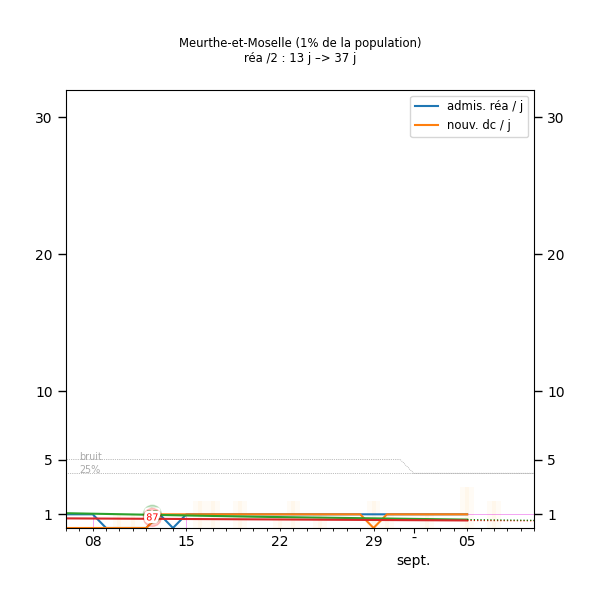 Meurthe-et-Moselle (1% de la population)
réa /2 : 13 j –> 37 j
admis. réa / j
nouv. dc / j
30 30
20 20
10 10
5 5
bruit
25%
1 1
87
08 15 22 29 - 05
sept.